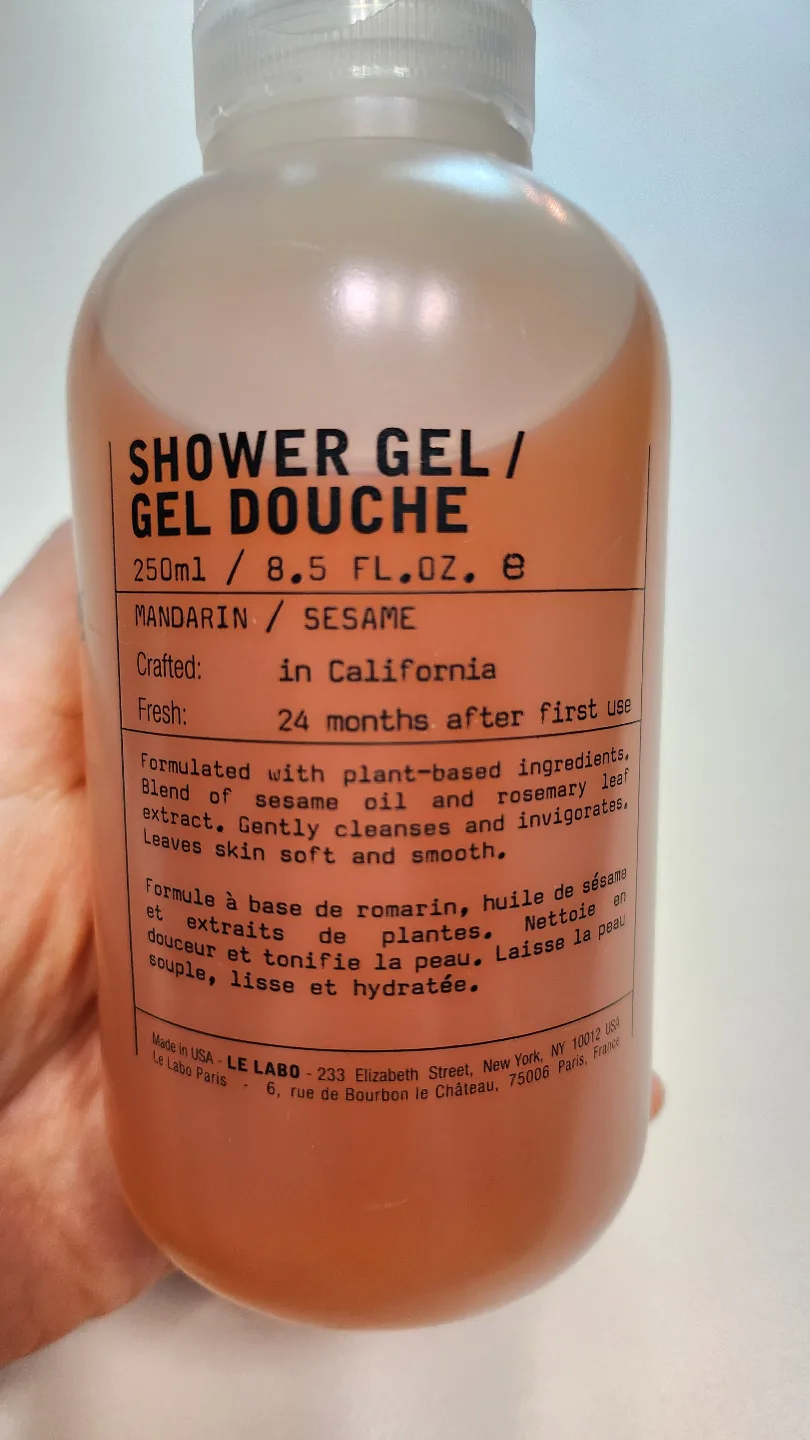 SHOWER GEL /
GEL DOUCHE
250ml / 8.5 FL.OZ. ℮
MANDARIN / SESAME
Crafted: in California
Fresh: 24 months after first use
Formulated with plant-based ingredients.
Blend of sesame oil and rosemary leaf
extract. Gently cleanses and invigorates.
Leaves skin soft and smooth.
Formule à base de romarin, huile de sésame
et extraits de plantes. Nettoie en
douceur et tonifie la peau. Laisse la peau
souple, lisse et hydratée.
Made in USA - LE LABO - 233 Elizabeth Street, New York, NY 10012 USA
Le Labo Paris - 6, rue de Bourbon le Château, 75006 Paris, France